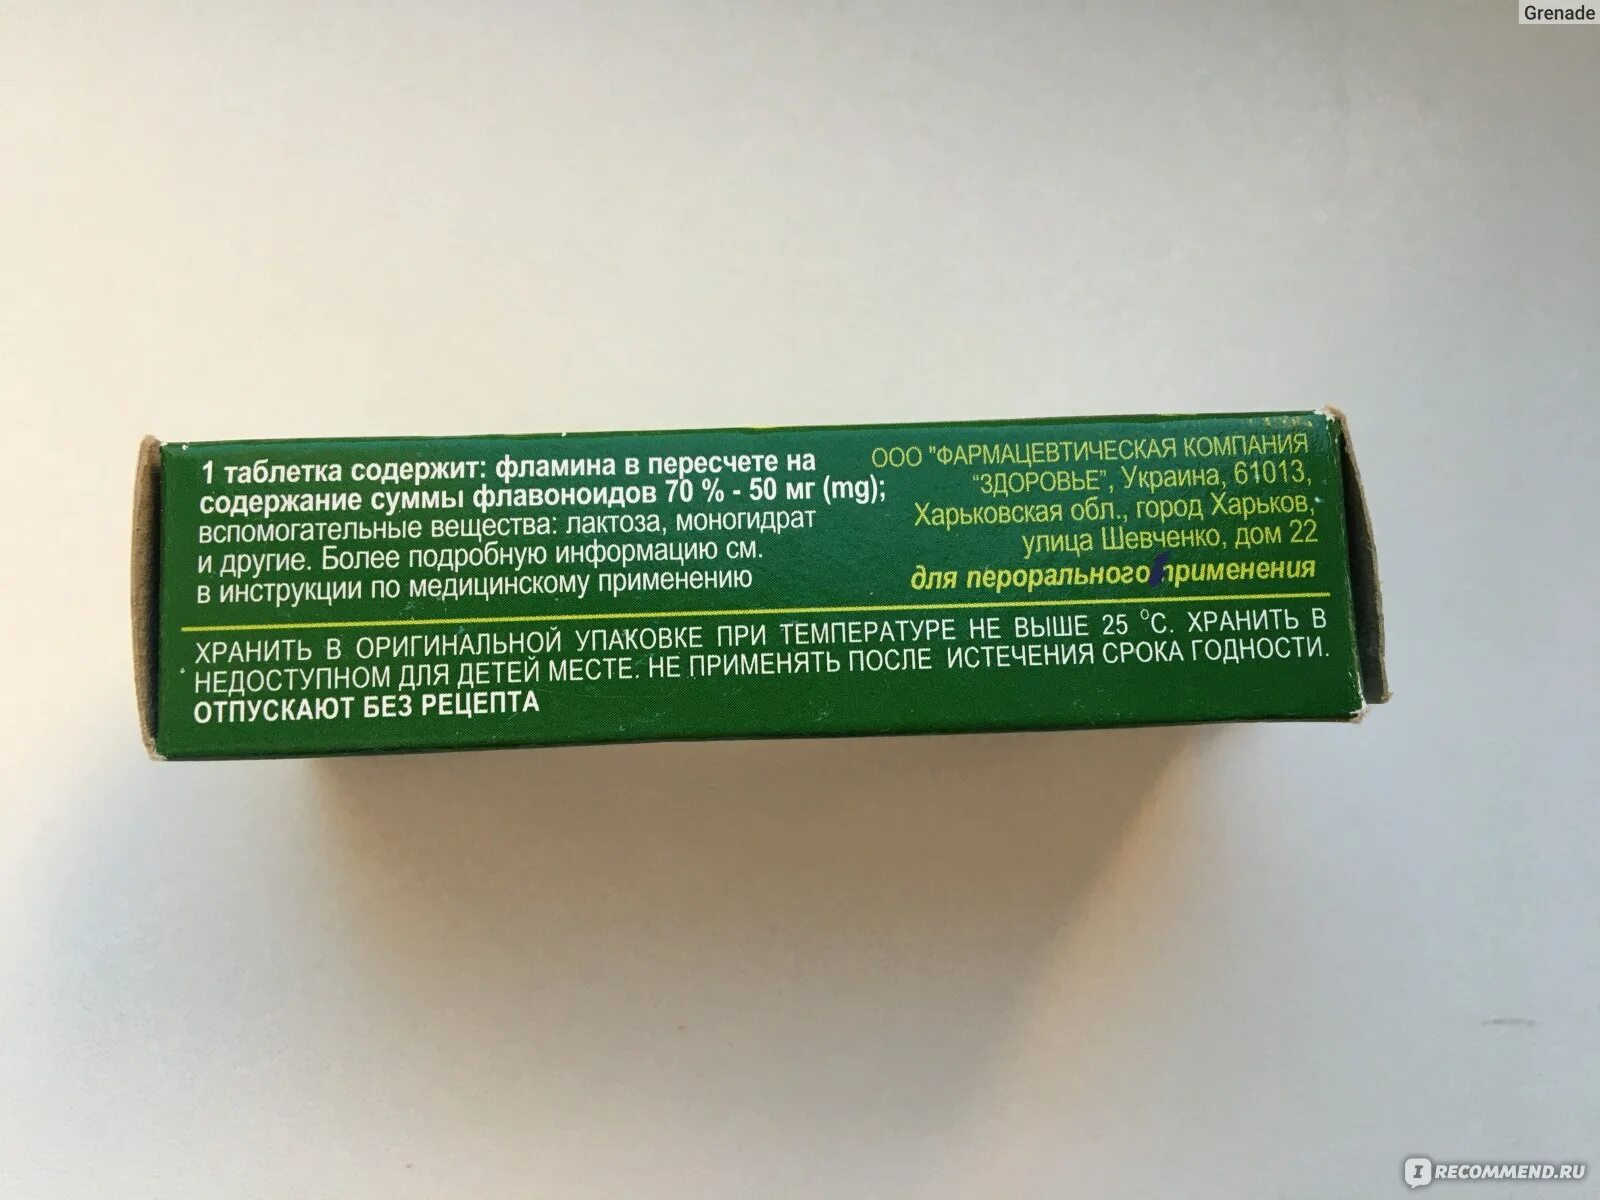 Grenade
1 таблетка содержит: фламина в пересчете на
содержание суммы флавоноидов 70 % - 50 мг (mg);
вспомогательные вещества: лактоза, моногидрат
и другие. Более подробную информацию см.
в инструкции по медицинскому применению
ООО "ФАРМАЦЕВТИЧЕСКАЯ КОМПАНИЯ
"ЗДОРОВЬЕ", Украина, 61013,
Харьковская обл., город Харьков,
улица Шевченко, дом 22
для перорального применения
ХРАНИТЬ В ОРИГИНАЛЬНОЙ УПАКОВКЕ ПРИ ТЕМПЕРАТУРЕ НЕ ВЫШЕ 25 °С. ХРАНИТЬ В
НЕДОСТУПНОМ ДЛЯ ДЕТЕЙ МЕСТЕ. НЕ ПРИМЕНЯТЬ ПОСЛЕ ИСТЕЧЕНИЯ СРОКА ГОДНОСТИ.
ОТПУСКАЮТ БЕЗ РЕЦЕПТА
IRECOMMEND.RU